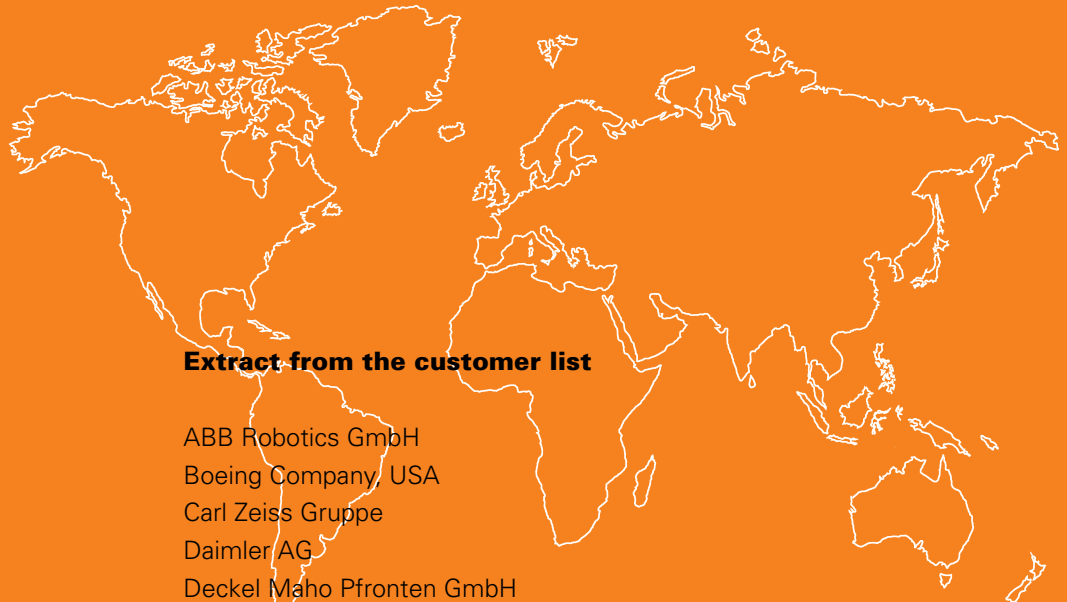 Extract from the customer list
ABB Robotics GmbH
Boeing Company, USA
Carl Zeiss Gruppe
Daimler AG
Deckel Maho Pfronten GmbH